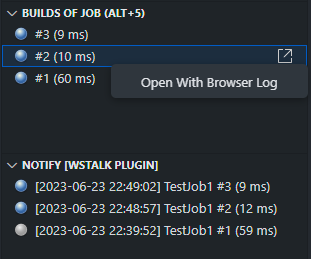 BUILDS OF JOB (ALT+5)
#3 (9 ms)
#2 (10 ms)
#1 (60 ms)
Open With Browser Log
NOTIFY [WSTALK PLUGIN]
[2023-06-23 22:49:02] TestJob1 #3 (9 ms)
[2023-06-23 22:48:57] TestJob1 #2 (12 ms)
[2023-06-23 22:39:52] TestJob1 #1 (59 ms)